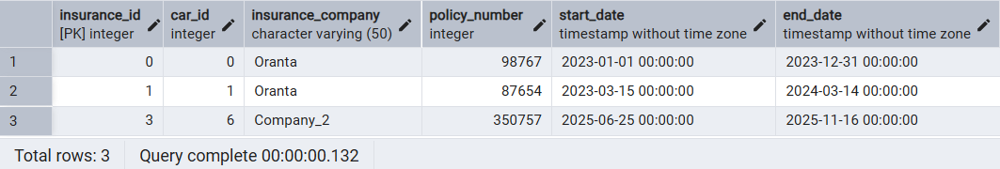 insurance_id car_id insurance_company policy_number start_date end_date
[PK] integer integer character varying (50) integer timestamp without time zone timestamp without time zone
1 0 0 Oranta 98767 2023-01-01 00:00:00 2023-12-31 00:00:00
2 1 1 Oranta 87654 2023-03-15 00:00:00 2024-03-14 00:00:00
3 3 6 Company_2 350757 2025-06-25 00:00:00 2025-11-16 00:00:00
Total rows: 3 Query complete 00:00:00.132